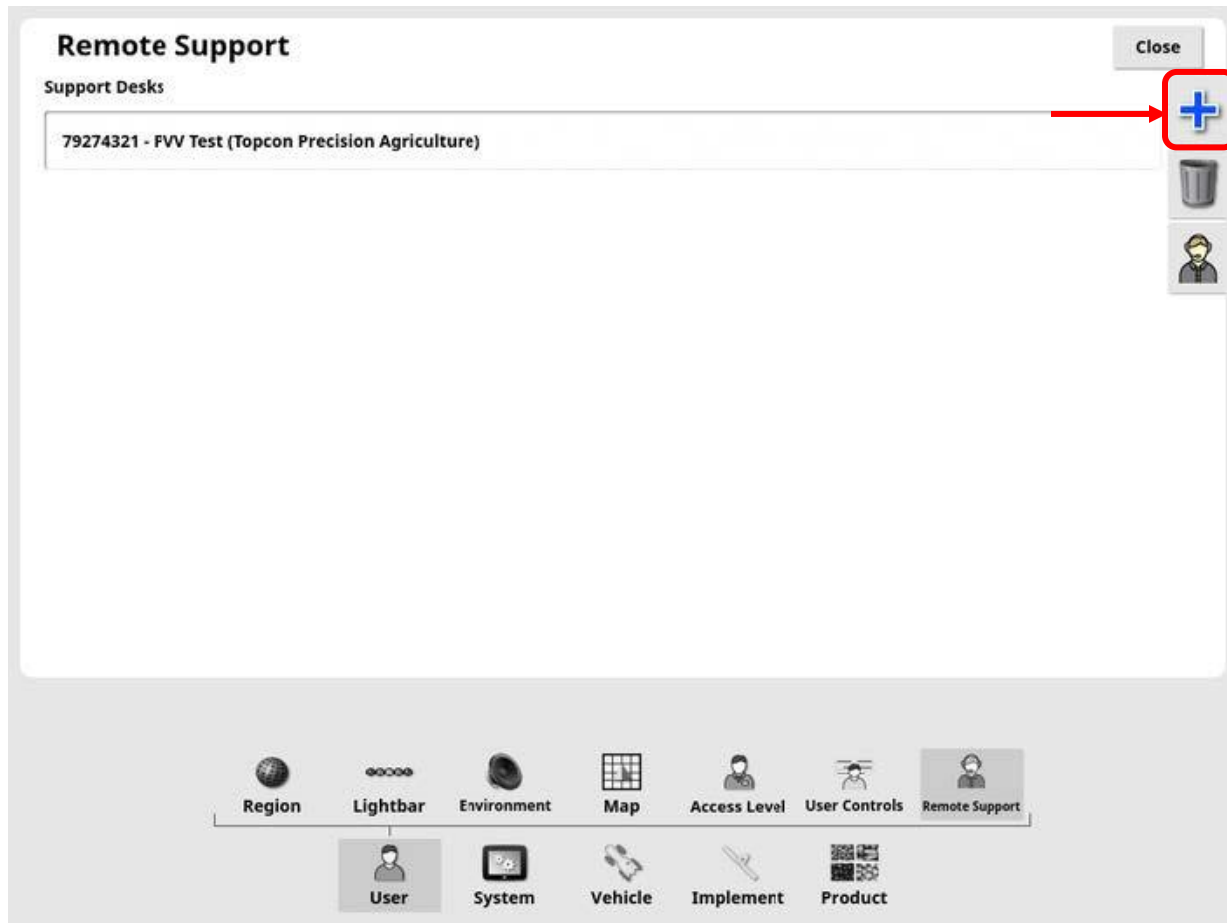 Remote Support
Close
Support Desks
79274321 - FVV Test (Topcon Precision Agriculture)
Region
Lightbar
Environment
Map
Access Level
User Controls
Remote Support
User
System
Vehicle
Implement
Product